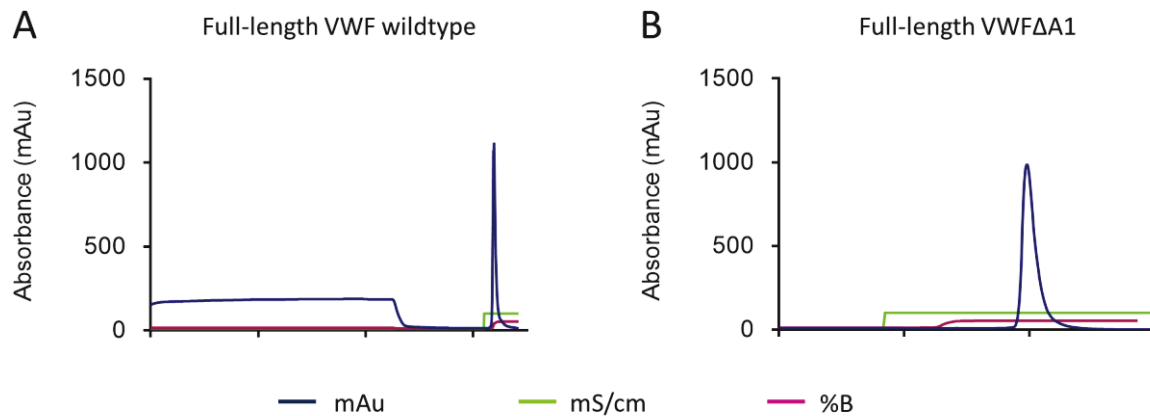 A
Full-length VWF wildtype
Absorbance (mAu)
1500
1000
500
0
B
Full-length VWFΔA1
Absorbance (mAu)
1500
1000
500
0
mAu
mS/cm
%B